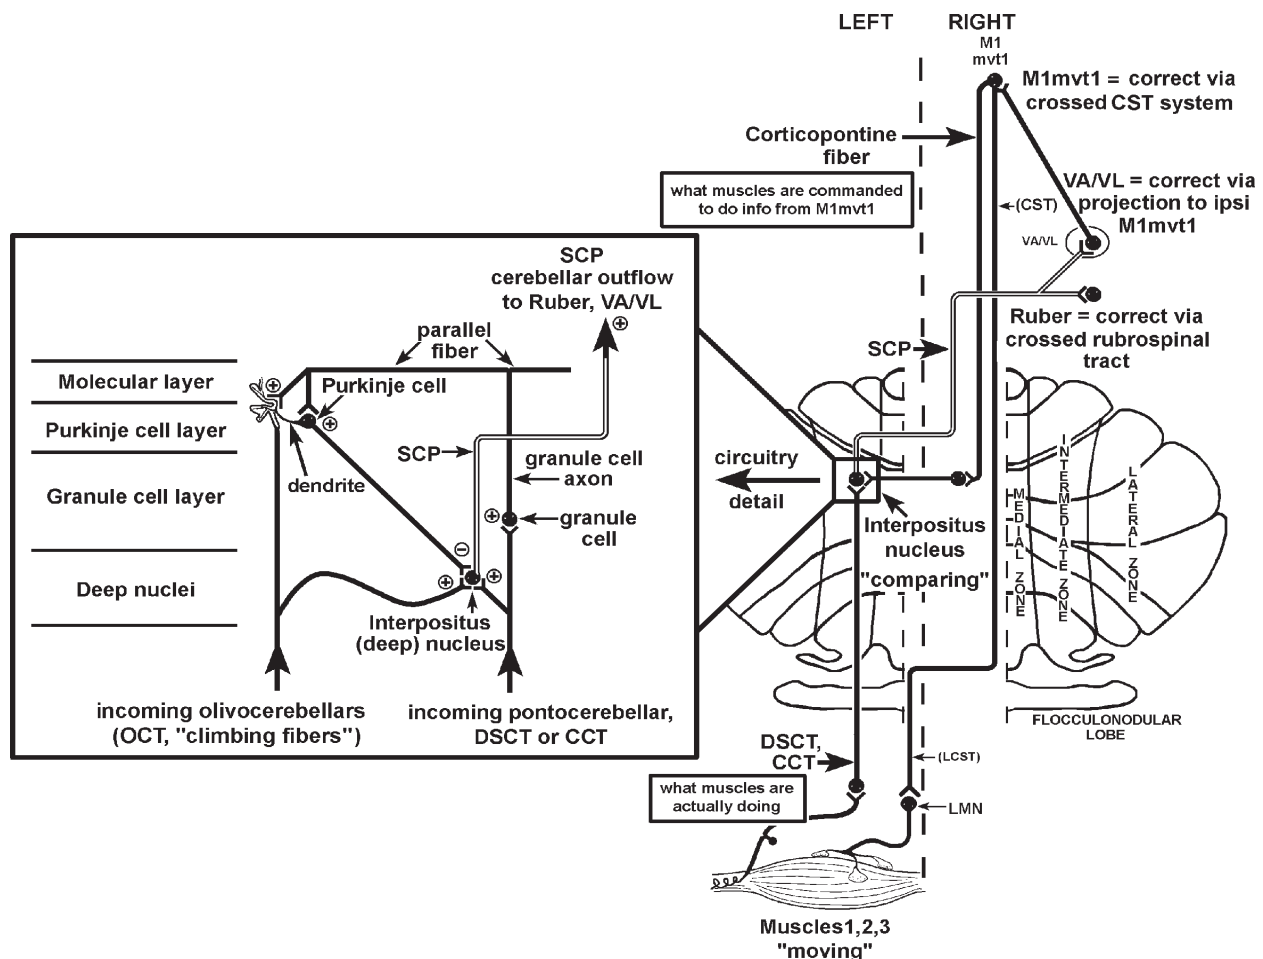 LEFT
RIGHT
M1
mvt1
M1mvt1 = correct via
crossed CST system
Corticopontine
fiber
what muscles are commanded
to do info from M1mvt1
VA/VL = correct via
projection to ipsi
M1mvt1
(CST)
VA/VL
Ruber = correct via
crossed rubrospinal
tract
SCP
SCP
cerebellar outflow
to Ruber, VA/VL
+
parallel
fiber
Molecular layer
+
Purkinje cell
+
Purkinje cell layer
SCP
dendrite
granule cell
axon
Granule cell layer
+
granule
cell
−
+
+
Deep nuclei
Interpositus
(deep) nucleus
incoming olivocerebellars
(OCT, "climbing fibers")
incoming pontocerebellar,
DSCT or CCT
circuitry
detail
Interpositus
nucleus
"comparing"
MEDIAL ZONE
INTERMEDIATE ZONE
LATERAL ZONE
FLOCCULONODULAR
LOBE
DSCT,
CCT
(LCST)
what muscles are
actually doing
LMN
Muscles1,2,3
"moving"